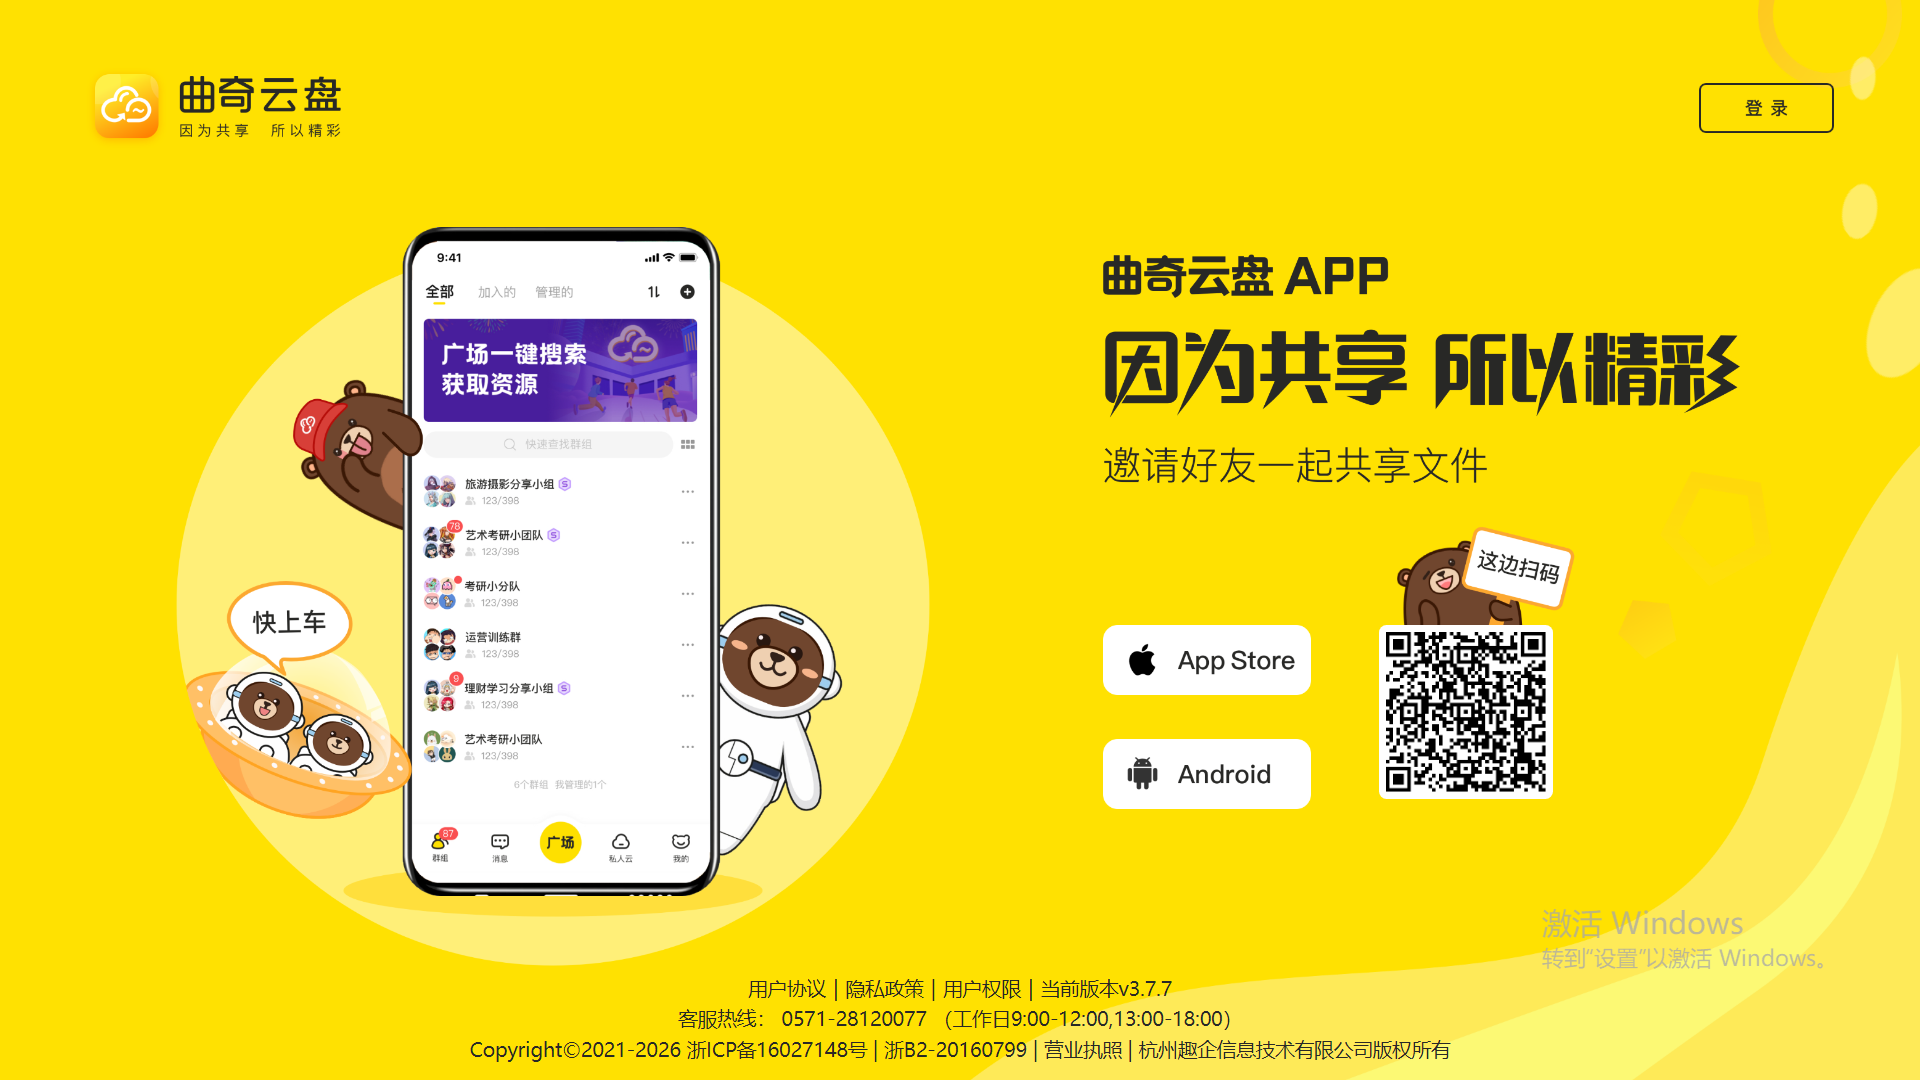 曲奇云盘
因为共享 所以精彩
登 录
9:41
全部 加入的 管理的
广场一键搜索
获取资源
快速查找群组
旅游摄影分享小组 S
123/398
78
艺术考研小团队 S
123/398
考研小分队
123/398
运营训练群
123/398
9
理财学习分享小组 S
123/398
艺术考研小团队
123/398
6个群组 我管理的1个
87
群组 消息 广场 私人云 我的
快上车
曲奇云盘 APP
因为共享 所以精彩
邀请好友一起共享文件
这边扫码
App Store
Android
激活 Windows
转到"设置"以激活 Windows。
用户协议 | 隐私政策 | 用户权限 | 当前版本v3.7.7
客服热线： 0571-28120077 （工作日9:00-12:00,13:00-18:00）
Copyright©2021-2026 浙ICP备16027148号 | 浙B2-20160799 | 营业执照 | 杭州趣企信息技术有限公司版权所有